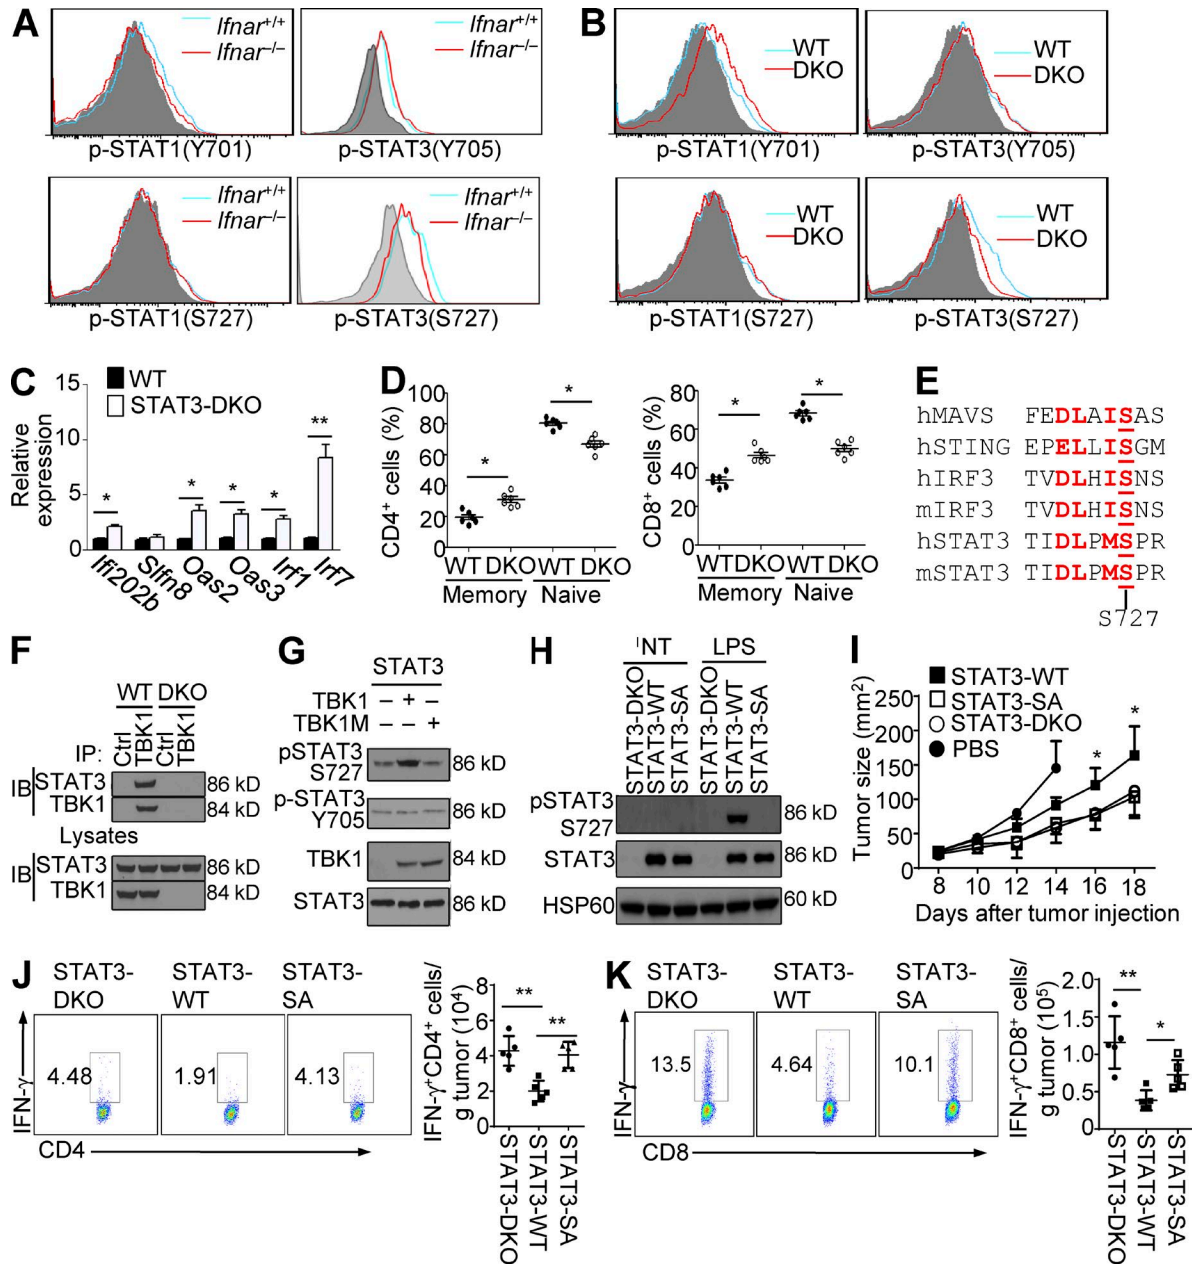 A
Ifnar+/+
Ifnar–/–
p-STAT1(Y701)
Ifnar+/+
Ifnar–/–
p-STAT3(Y705)
Ifnar+/+
Ifnar–/–
p-STAT1(S727)
Ifnar+/+
Ifnar–/–
p-STAT3(S727)
B
WT
DKO
p-STAT1(Y701)
WT
DKO
p-STAT3(Y705)
WT
DKO
p-STAT1(S727)
WT
DKO
p-STAT3(S727)
C
WT
STAT3-DKO
Relative
expression
15
10
5
0
*
*
*
*
**
Ifi202b
Slfn8
Oas2
Oas3
Irf1
Irf7
D
CD4+ cells (%)
100
80
60
40
20
0
*
*
WT DKO WT DKO
Memory Naive
CD8+ cells (%)
80
60
40
20
0
*
*
WT DKO WT DKO
Memory Naive
E
hMAVS FEDLAISAS
hSTING EPELLISGM
hIRF3 TVDLHISNS
mIRF3 TVDLHISNS
hSTAT3 TIDLPMSPR
mSTAT3 TIDLPMSPR
S727
F
WT DKO
IP: Ctrl TBK1 Ctrl TBK1
IB STAT3 86 kD
TBK1 84 kD
Lysates
IB STAT3 86 kD
TBK1 84 kD
G
STAT3
TBK1 – + –
TBK1M – – +
pSTAT3
S727
86 kD
p-STAT3
Y705
86 kD
TBK1 84 kD
STAT3 86 kD
H
NT LPS
STAT3-DKO
STAT3-WT
STAT3-SA
STAT3-DKO
STAT3-WT
STAT3-SA
pSTAT3
S727
86 kD
STAT3 86 kD
HSP60 60 kD
I
STAT3-WT
STAT3-SA
STAT3-DKO
PBS
Tumor size (mm2)
250
200
150
100
50
0
*
*
8 10 12 14 16 18
Days after tumor injection
J
STAT3-
DKO
STAT3-
WT
STAT3-
SA
4.48
1.91
4.13
IFN-γ
CD4
IFN-γ+CD4+ cells/
g tumor (104)
8
6
4
2
0
**
**
STAT3-DKO
STAT3-WT
STAT3-SA
K
STAT3-
DKO
STAT3-
WT
STAT3-
SA
13.5
4.64
10.1
IFN-γ
CD8
IFN-γ+CD8+ cells/
g tumor (105)
2.0
1.5
1.0
0.5
0
**
*
STAT3-DKO
STAT3-WT
STAT3-SA